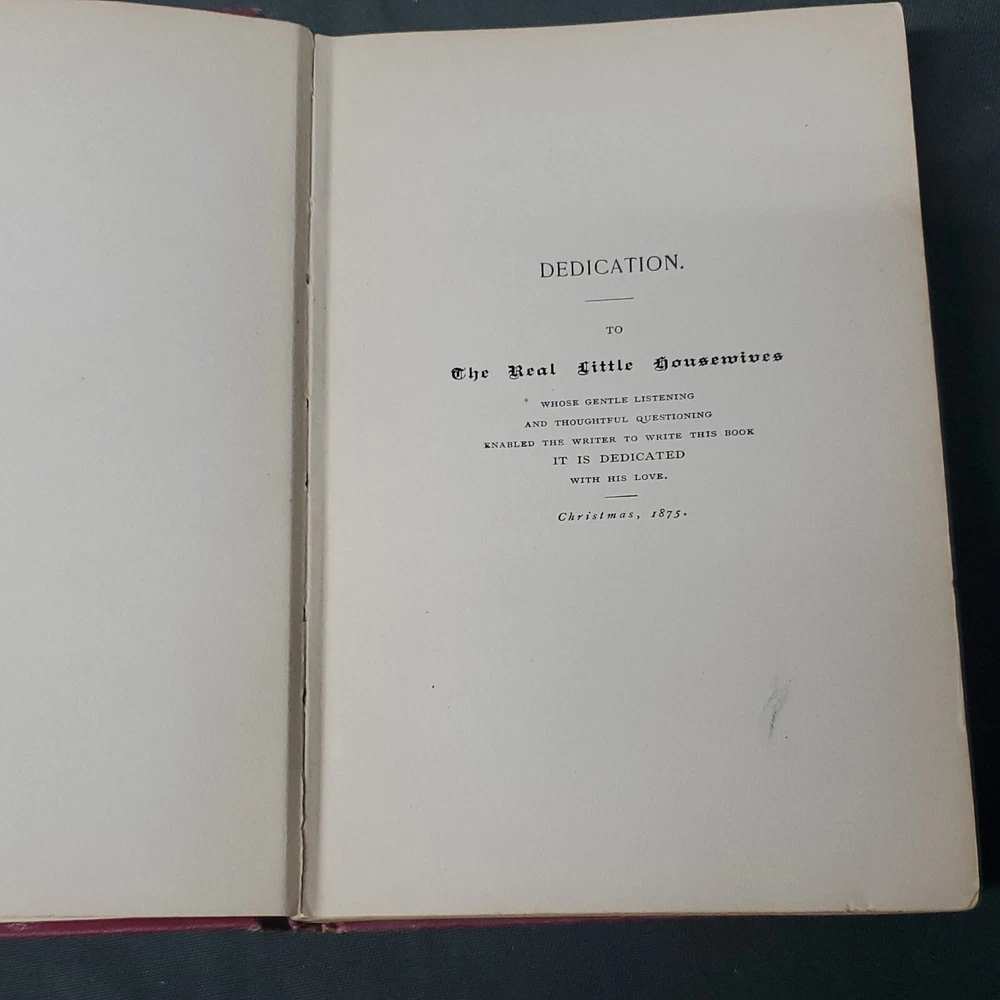 DEDICATION.
TO
The Real Little Housewives
WHOSE GENTLE LISTENING
AND THOUGHTFUL QUESTIONING
ENABLED THE WRITER TO WRITE THIS BOOK
IT IS DEDICATED
WITH HIS LOVE.
Christmas, 1875.